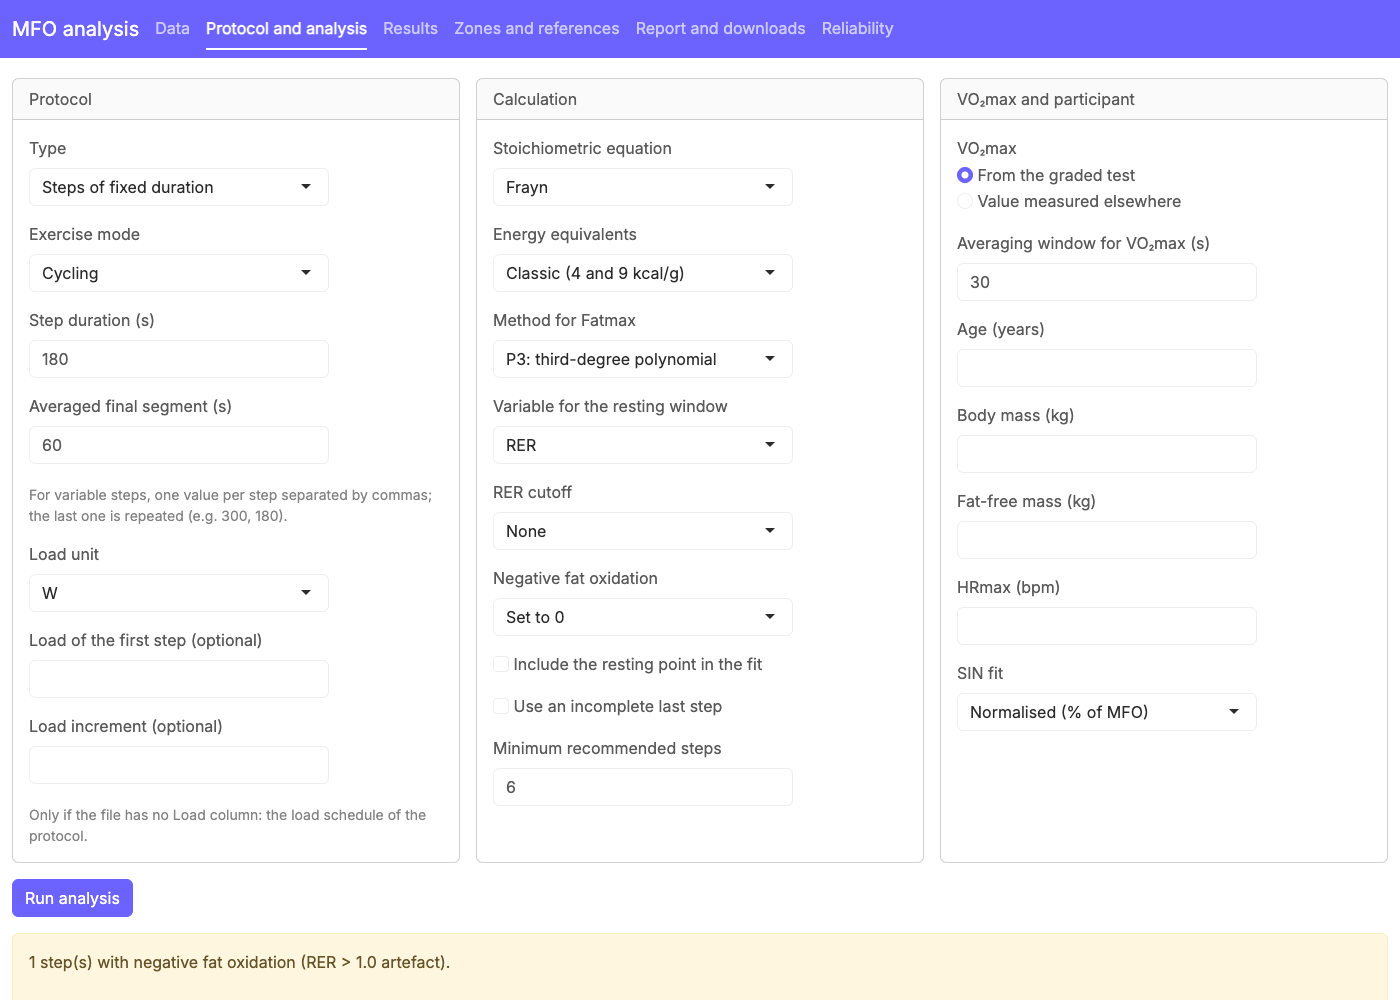 MFO analysis Data Protocol and analysis Results Zones and references Report and downloads Reliability
Protocol
Type
Steps of fixed duration
Exercise mode
Cycling
Step duration (s)
180
Averaged final segment (s)
60
For variable steps, one value per step separated by commas;
the last one is repeated (e.g. 300, 180).
Load unit
W
Load of the first step (optional)
Load increment (optional)
Only if the file has no Load column: the load schedule of the
protocol.
Calculation
Stoichiometric equation
Frayn
Energy equivalents
Classic (4 and 9 kcal/g)
Method for Fatmax
P3: third-degree polynomial
Variable for the resting window
RER
RER cutoff
None
Negative fat oxidation
Set to 0
Include the resting point in the fit
Use an incomplete last step
Minimum recommended steps
6
VO₂max and participant
VO₂max
From the graded test
Value measured elsewhere
Averaging window for VO₂max (s)
30
Age (years)
Body mass (kg)
Fat-free mass (kg)
HRmax (bpm)
SIN fit
Normalised (% of MFO)
Run analysis
1 step(s) with negative fat oxidation (RER > 1.0 artefact).